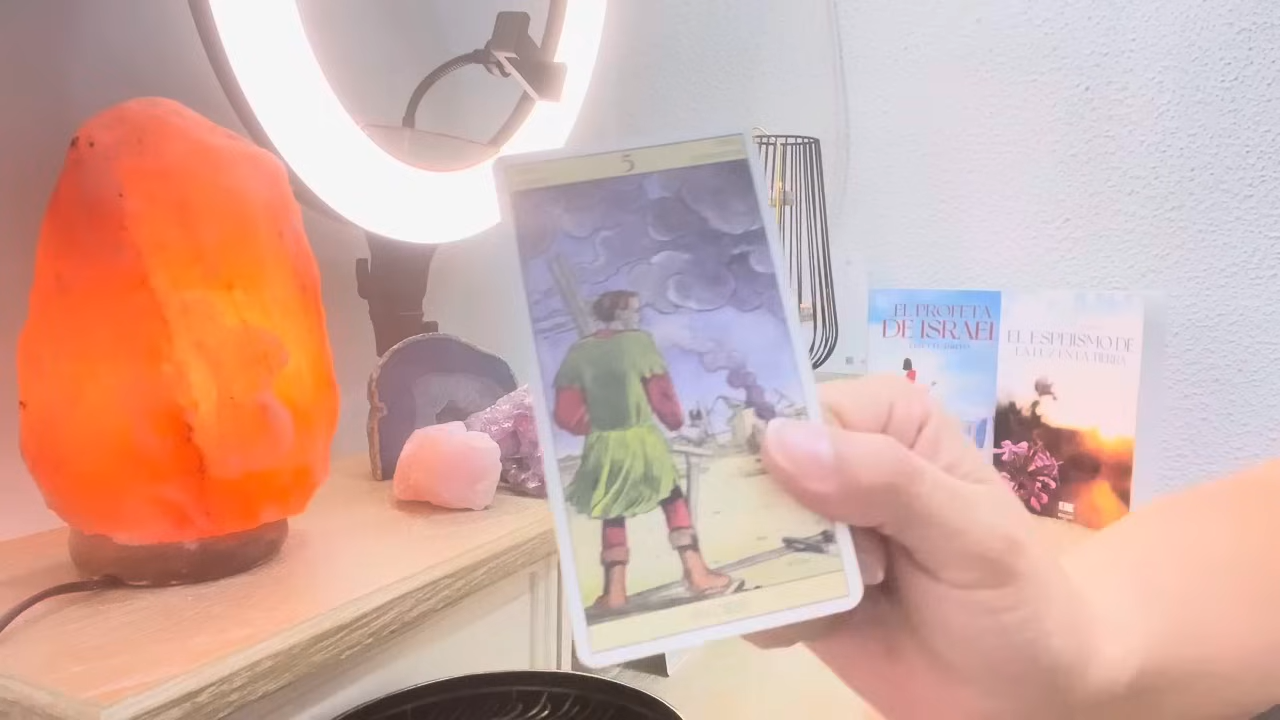 5
EL PROFETA
DE ISRAEL
EL ESPEJISMO DE
LA LUZ EN LA TIERRA